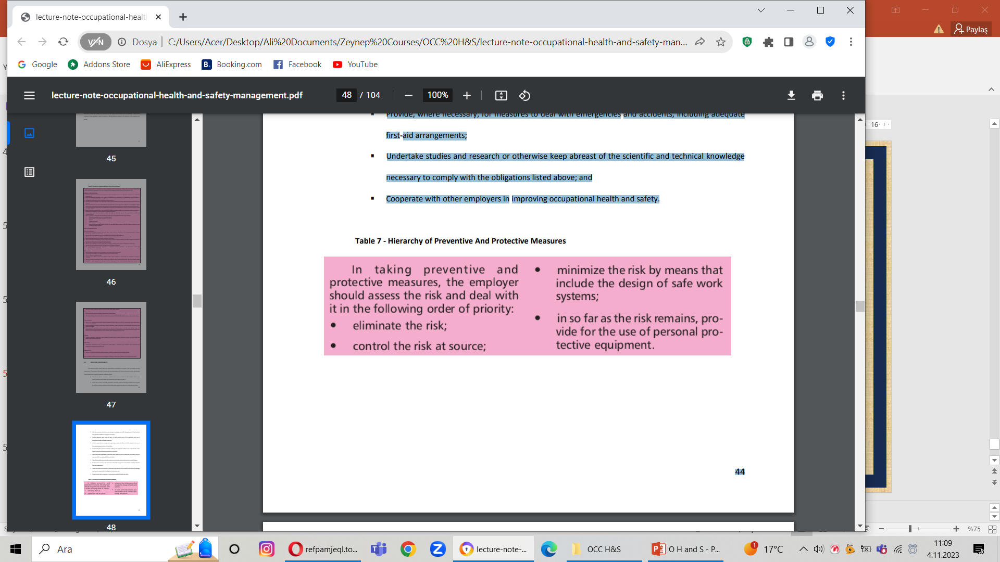 lecture-note-occupational-healt
Paylaş
VPN
Dosya
C:/Users/Acer/Desktop/Ali%20Documents/Zeynep%20Courses/OCC%20H&S/lecture-note-occupational-health-and-safety-man...
Google
Addons Store
B. Booking.com
AliExpress
Facebook
YouTube
lecture-note-occupational-health-and-safety-management.pdf
48 / 104
100%
16
Provide, where necessary, for measures to deal with emergencies and accidents, including adequate
first-aid arrangements;
▪ Undertake studies and research or otherwise keep abreast of the scientific and technical knowledge
necessary to comply with the obligations listed above; and
▪ Cooperate with other employers in improving occupational health and safety.
Table 7 - Hierarchy of Preventive And Protective Measures
In taking preventive and
protective measures, the employer
should assess the risk and deal with
it in the following order of priority:
• eliminate the risk;
• control the risk at source;
• minimize the risk by means that
include the design of safe work
systems;
• in so far as the risk remains, pro-
vide for the use of personal pro-
tective equipment.
44
45
46
47
48
%75
Ara
refpamjeql.to...
lecture-note-...
OCC H&S
O H and S - P...
1
17°C
11:09
4.11.2023